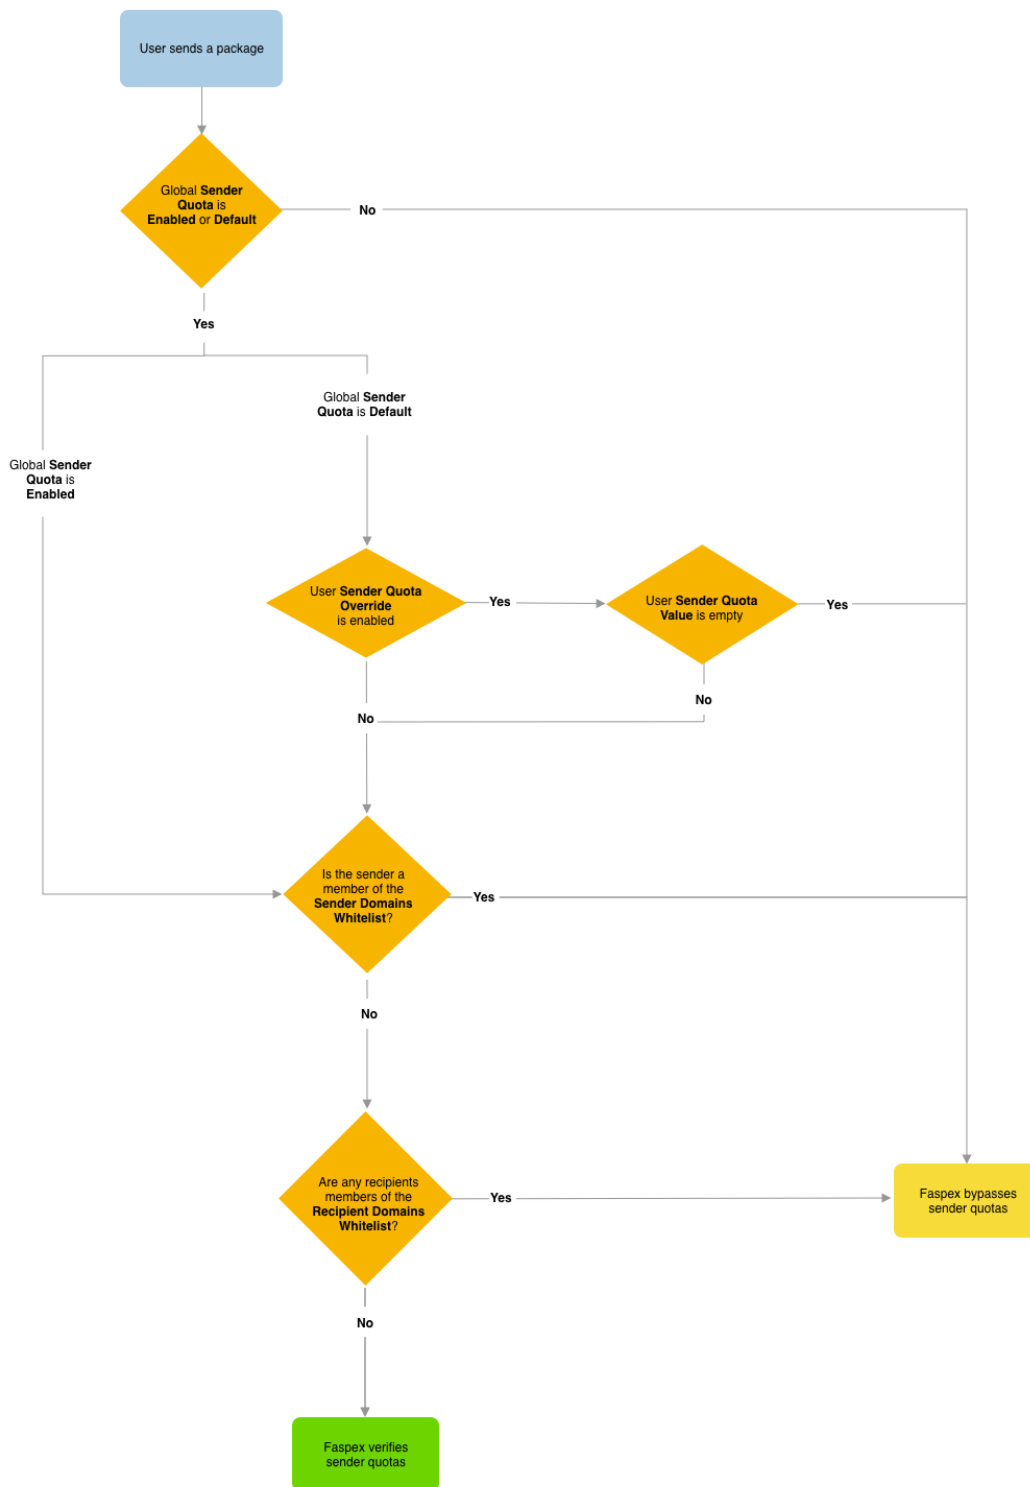 User sends a package
Global Sender
Quota is
Enabled or Default
No
Yes
Global Sender
Quota is Default
Global Sender
Quota is
Enabled
User Sender Quota
Override
is enabled
Yes
User Sender Quota
Value is empty
Yes
No
No
Is the sender a
member of the
Sender Domains
Whitelist?
Yes
No
Are any recipients
members of the
Recipient Domains
Whitelist?
Yes
Faspex bypasses
sender quotas
No
Faspex verifies
sender quotas